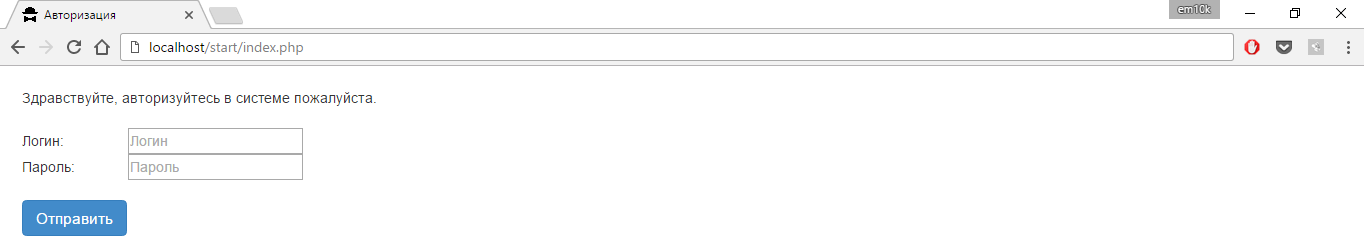 Авторизация
em10k
localhost/start/index.php
Здравствуйте, авторизуйтесь в системе пожалуйста.
Логин: Логин
Пароль: Пароль
Отправить